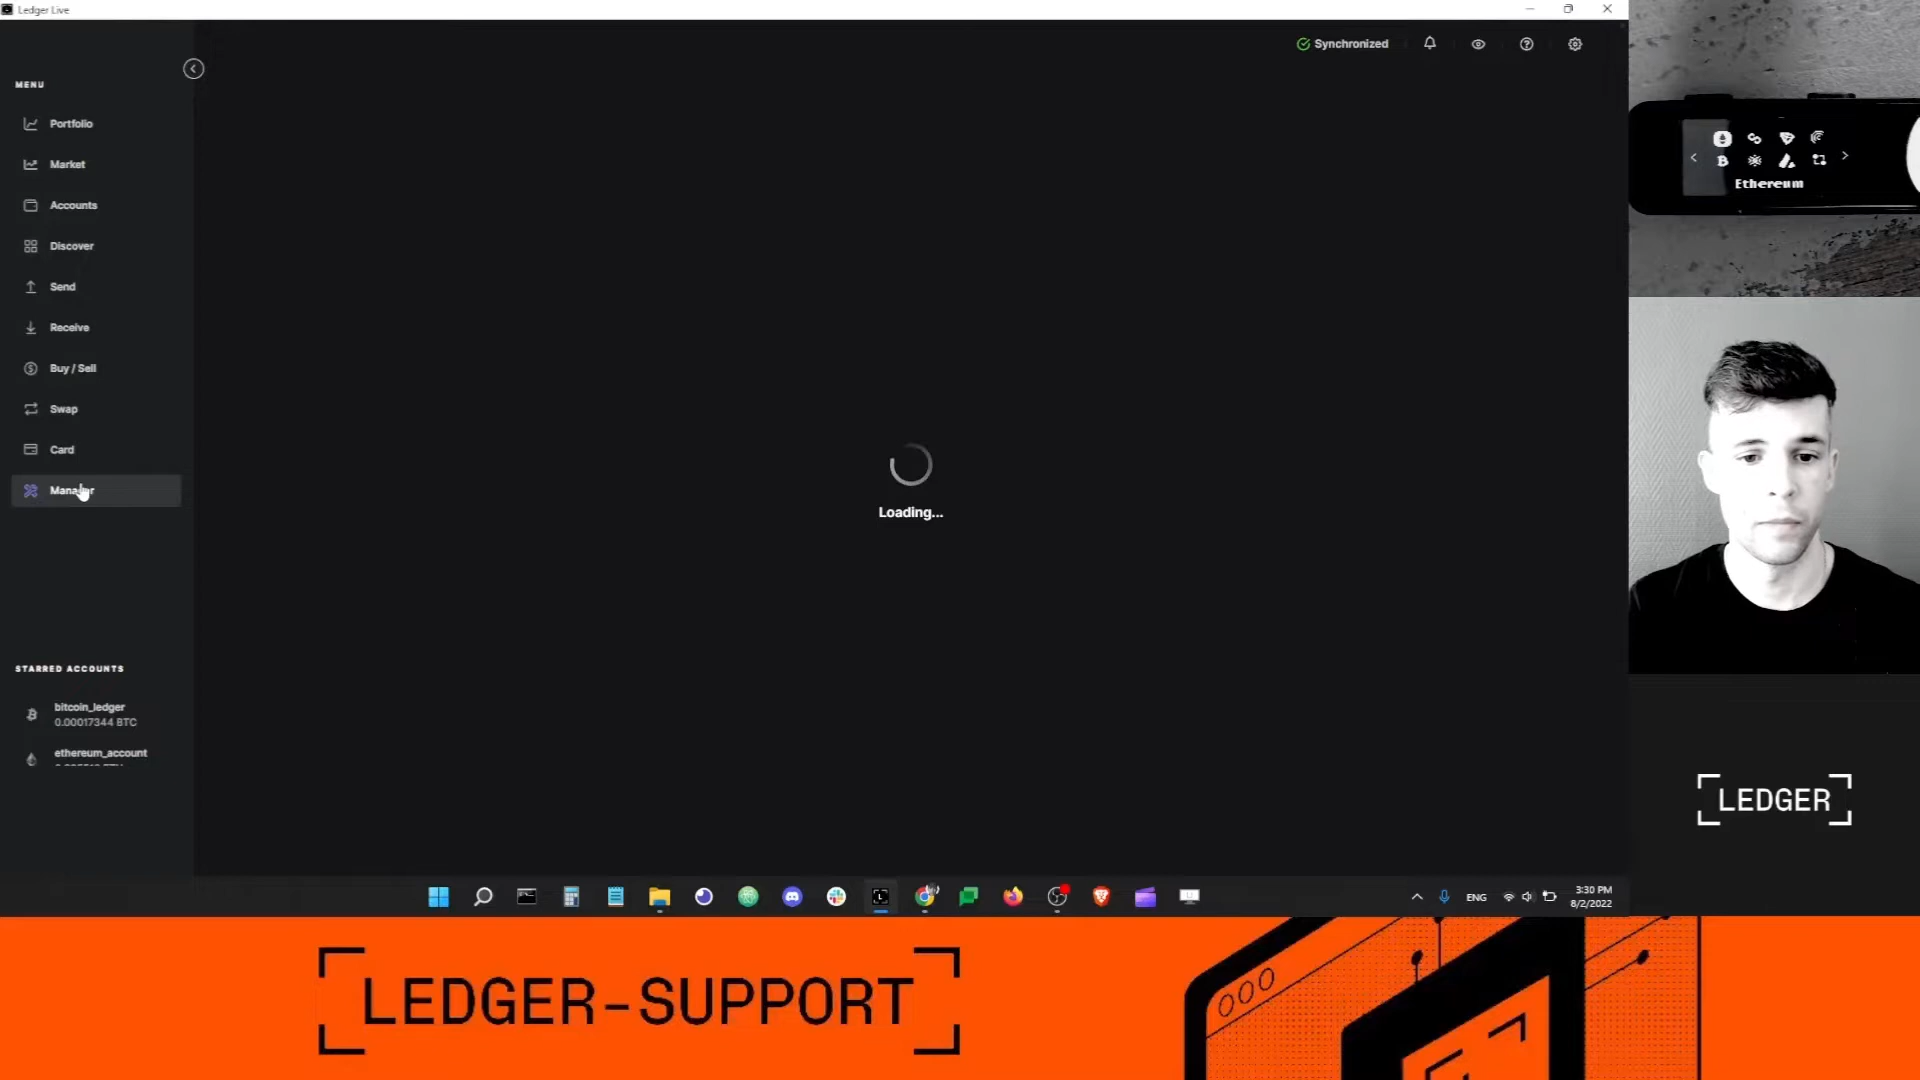 Ledger Live
Synchronized
MENU
Portfolio
Market
Accounts
Discover
Send
Receive
Buy / Sell
Swap
Card
Manager
Loading...
STARRED ACCOUNTS
bitcoin_ledger
0.00017344 BTC
ethereum_account
Ethereum
LEDGER
ENG
3:30 PM
8/2/2022
LEDGER-SUPPORT